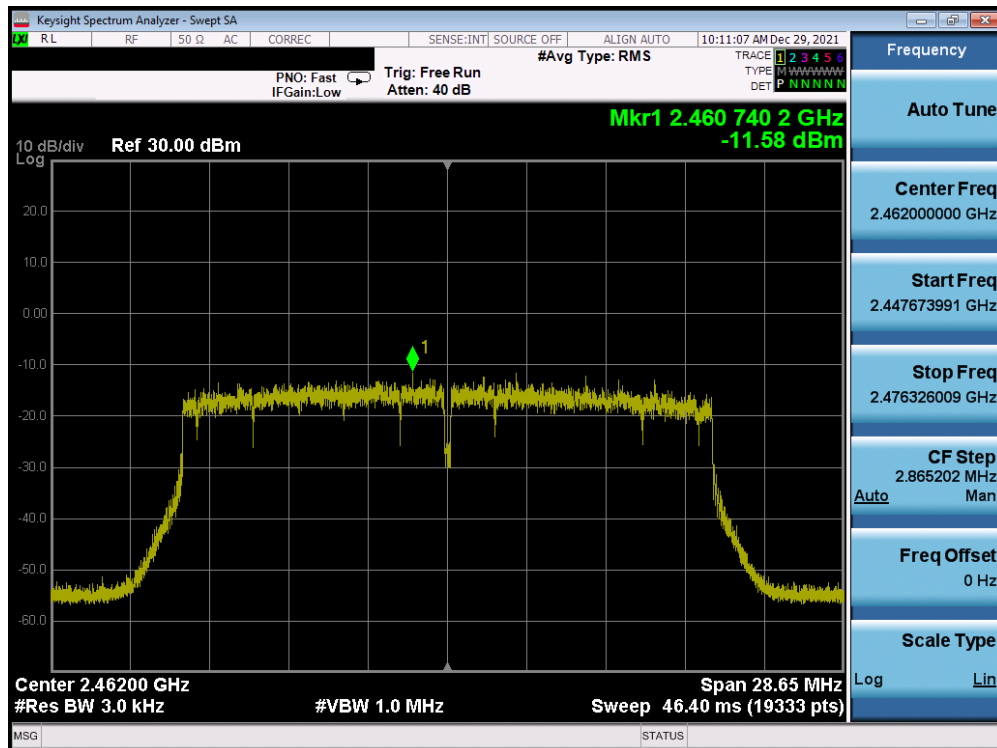 Keysight Spectrum Analyzer - Swept SA
LXI RL RF 50 Ω AC CORREC SENSE:INT SOURCE OFF ALIGN AUTO 10:11:07 AM Dec 29, 2021
#Avg Type: RMS
TRACE 1 2 3 4 5 6
PNO: Fast Trig: Free Run
TYPE M WWWWW
IFGain:Low Atten: 40 dB
DET P N N N N N
Mkr1 2.460 740 2 GHz
-11.58 dBm
10 dB/div Ref 30.00 dBm
Log
20.0
10.0
0.00
1
-10.0
-20.0
-30.0
-40.0
-50.0
-60.0
Center 2.46200 GHz Span 28.65 MHz
#Res BW 3.0 kHz #VBW 1.0 MHz Sweep 46.40 ms (19333 pts)
MSG STATUS
Frequency
Auto Tune
Center Freq
2.462000000 GHz
Start Freq
2.447673991 GHz
Stop Freq
2.476326009 GHz
CF Step
2.865202 MHz
Auto Man
Freq Offset
0 Hz
Scale Type
Log Lin